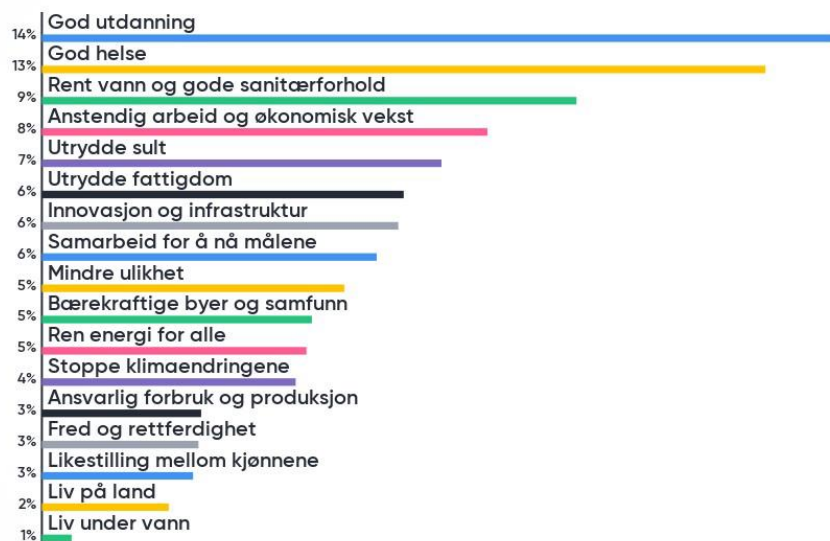 God utdanning
14%
God helse
13%
Rent vann og gode sanitærforhold
9%
Anstendig arbeid og økonomisk vekst
8%
Utrydde sult
7%
Utrydde fattigdom
6%
Innovasjon og infrastruktur
6%
Samarbeid for å nå målene
6%
Mindre ulikhet
5%
Bærekraftige byer og samfunn
5%
Ren energi for alle
5%
Stoppe klimaendringene
4%
Ansvarlig forbruk og produksjon
3%
Fred og rettferdighet
3%
Likestilling mellom kjønnene
3%
Liv på land
2%
Liv under vann
1%